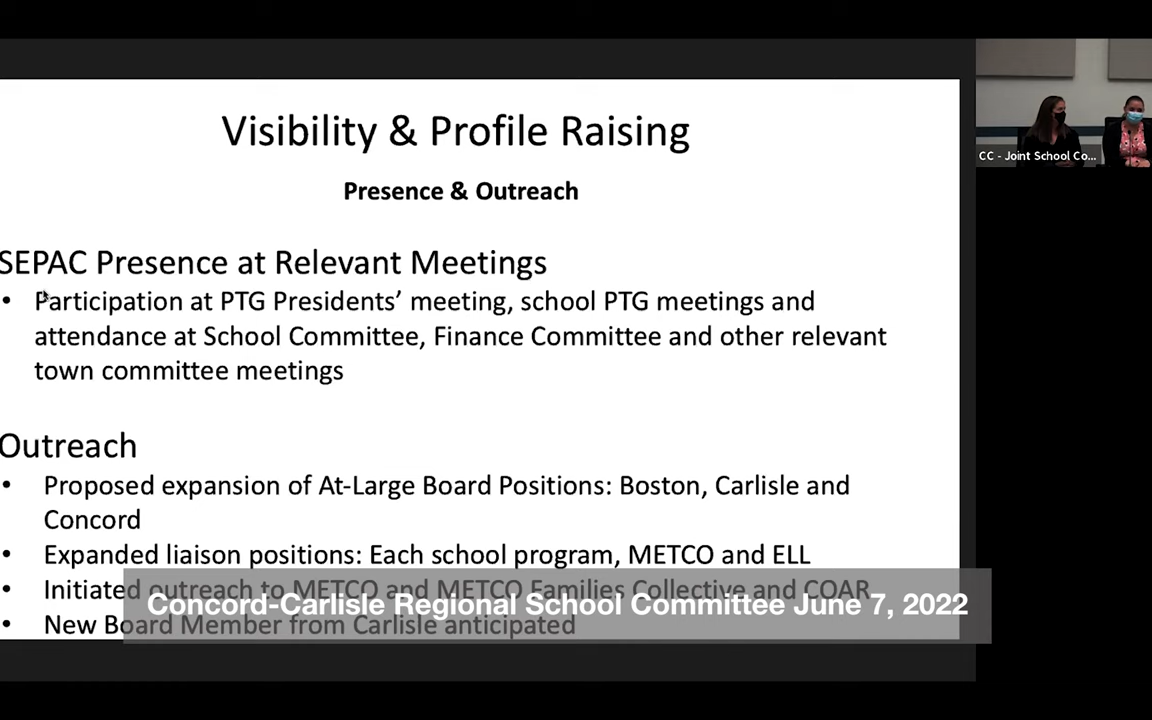 Visibility & Profile Raising
Presence & Outreach
SEPAC Presence at Relevant Meetings
• Participation at PTG Presidents’ meeting, school PTG meetings and
attendance at School Committee, Finance Committee and other relevant
town committee meetings
Outreach
• Proposed expansion of At-Large Board Positions: Boston, Carlisle and
Concord
• Expanded liaison positions: Each school program, METCO and ELL
• Initiated outreach to METCO and METCO Families Collective and COAR
• New Board Member from Carlisle anticipated
Concord-Carlisle Regional School Committee June 7, 2022
CC - Joint School Co...